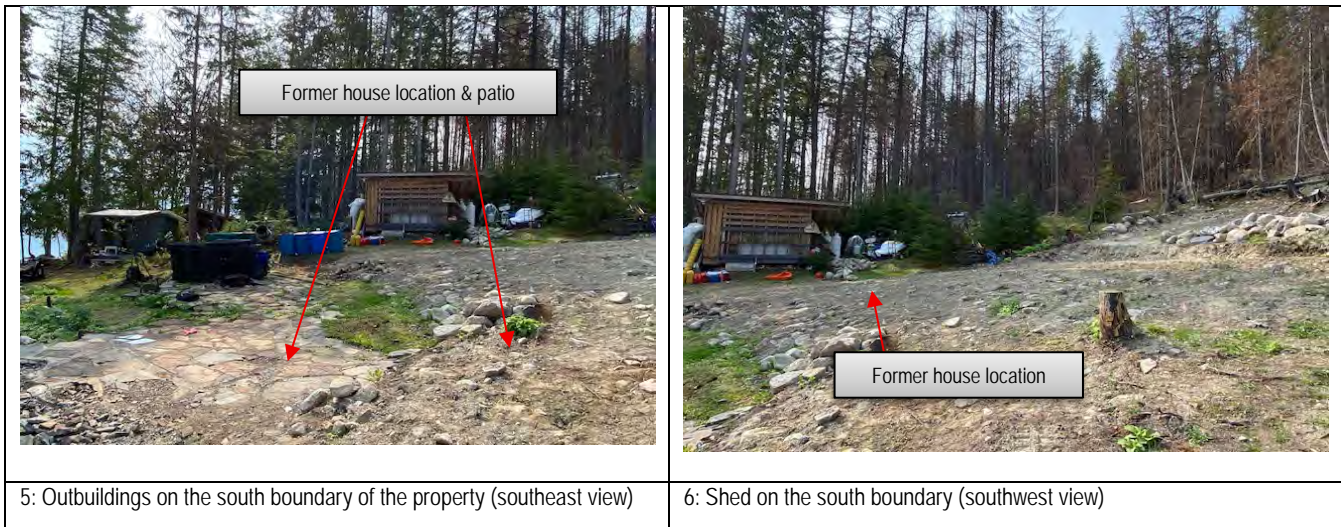 Former house location & patio
Former house location
5: Outbuildings on the south boundary of the property (southeast view)
6: Shed on the south boundary (southwest view)